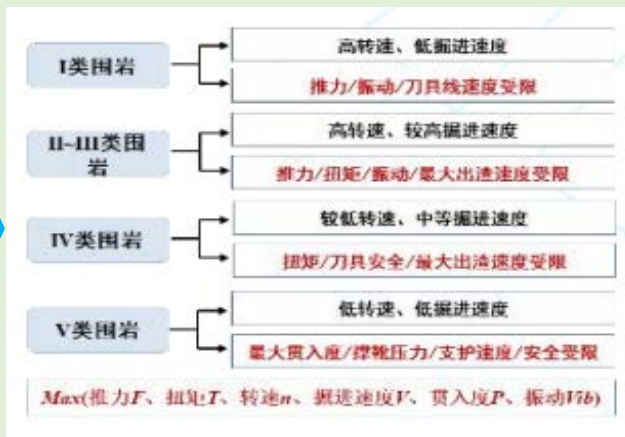 高转速、低掘进速度
I类围岩
推力/振动/刀具线速度受限
高转速、较高掘进速度
II~III类围
岩
推力/扭矩/振动/最大出渣速度受限
较低转速、中等掘进速度
IV类围岩
扭矩/刀具安全/最大出渣速度受限
低转速、低掘进速度
V类围岩
最大贯入度/撑靴压力/支护速度/安全受限
Max(推力F、扭矩T、转速n、掘进速度V、贯入度P、振动Vib)